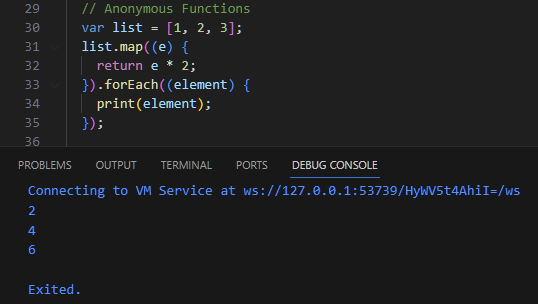 29 // Anonymous Functions
30 var list = [1, 2, 3];
31 list.map((e) {
32 return e * 2;
33 }).forEach((element) {
34 print(element);
35 });
36
PROBLEMS OUTPUT TERMINAL PORTS DEBUG CONSOLE
Connecting to VM Service at ws://127.0.0.1:53739/HyWV5t4AhiI=/ws
2
4
6
Exited.